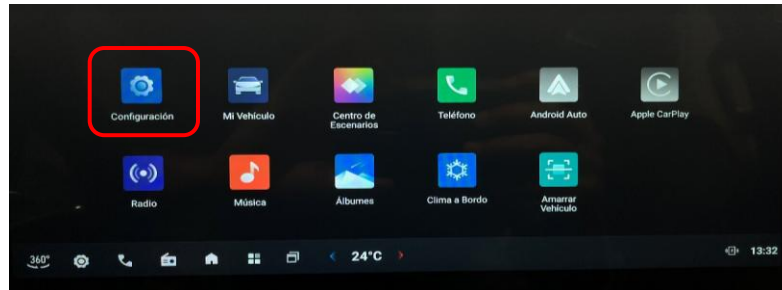 Configuración
Mi Vehículo
Centro de
Escenarios
Teléfono
Android Auto
Apple CarPlay
Radio
Música
Álbumes
Clima a Bordo
Amarrar
Vehículo
360°
24°C
13:32